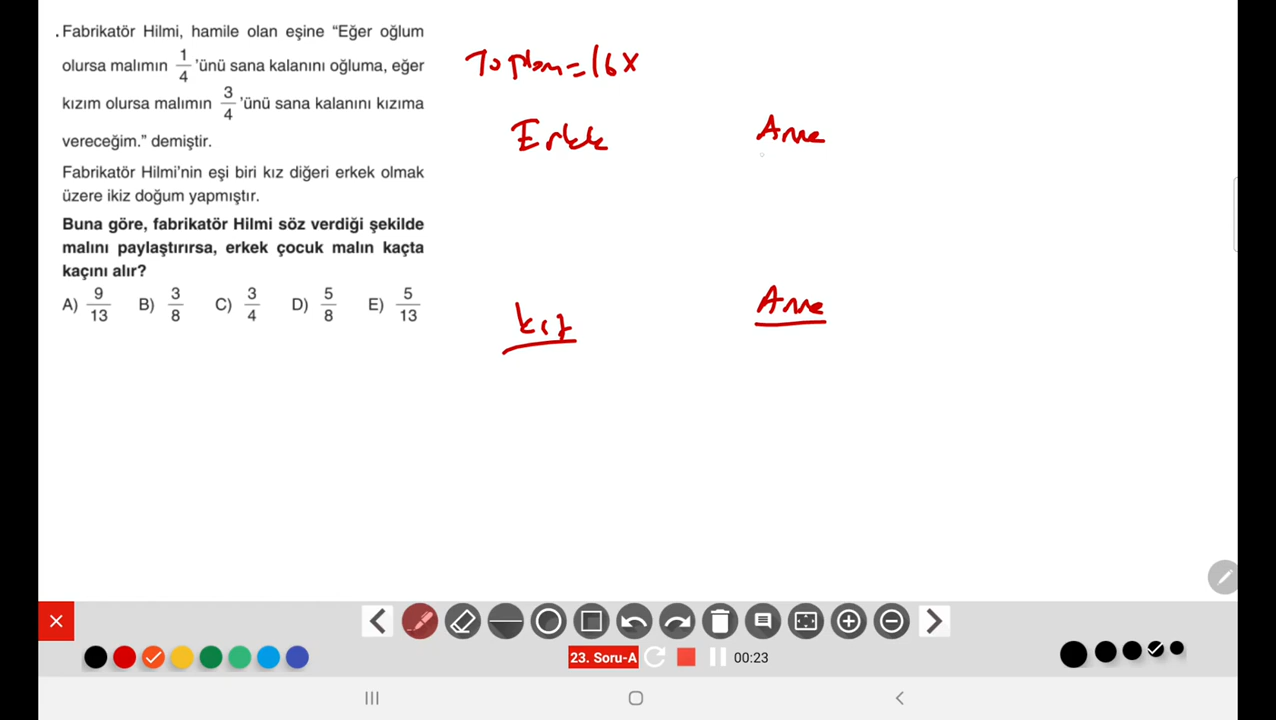 . Fabrikatör Hilmi, hamile olan eşine “Eğer oğlum
olursa malımın 1/4 ’ünü sana kalanını oğluma, eğer
kızım olursa malımın 3/4 ’ünü sana kalanını kızıma
vereceğim.” demiştir.
Fabrikatör Hilmi’nin eşi biri kız diğeri erkek olmak
üzere ikiz doğum yapmıştır.
Buna göre, fabrikatör Hilmi söz verdiği şekilde
malını paylaştırırsa, erkek çocuk malın kaçta
kaçını alır?
A) 9/13 B) 3/8 C) 3/4 D) 5/8 E) 5/13
Toplam=16x
Erkek Anne
kız Anne
23. Soru-A 00:23